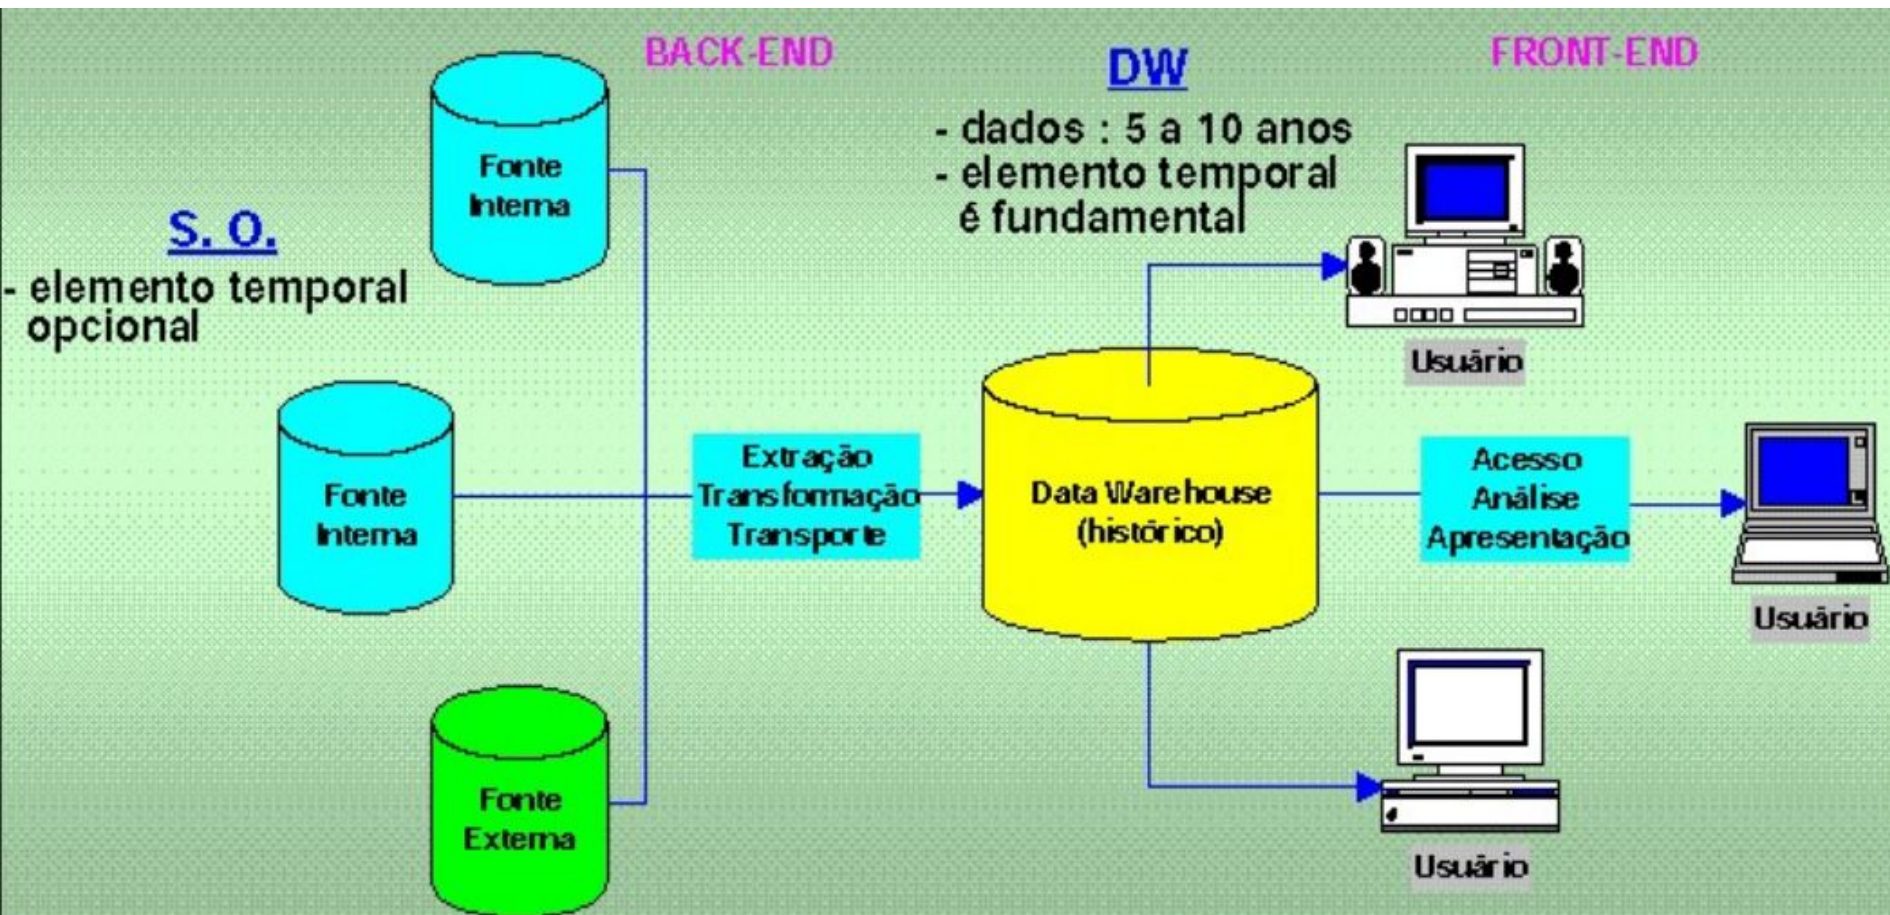 BACK-END
DW
FRONT-END
- dados : 5 a 10 anos
- elemento temporal
é fundamental
S. O.
- elemento temporal
opcional
Fonte
Interna
Fonte
Interna
Fonte
Externa
Extração
Transformação
Transporte
Data Warehouse
(histórico)
Acesso
Análise
Apresentação
Usuário
Usuário
Usuário